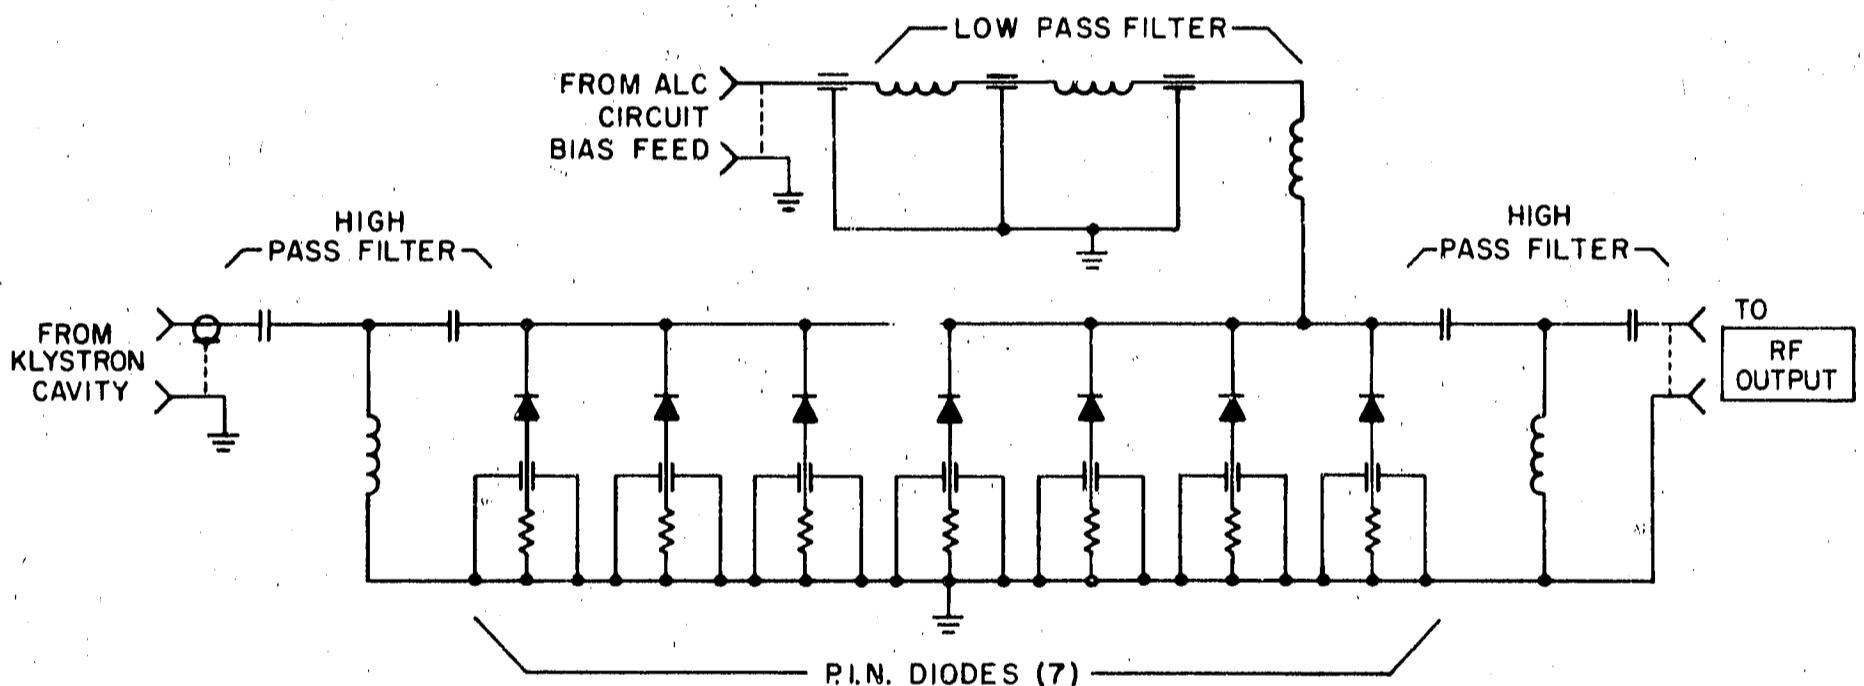 LOW PASS FILTER
FROM ALC
CIRCUIT
BIAS FEED
HIGH
PASS FILTER
HIGH
PASS FILTER
FROM
KLYSTRON
CAVITY
TO
RF
OUTPUT
P.I.N. DIODES (7)